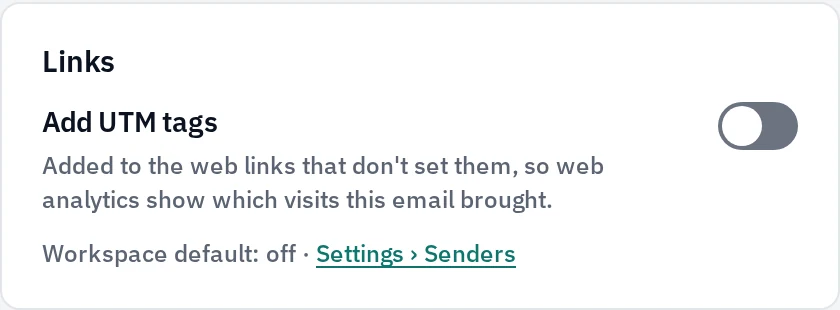 Links
Add UTM tags
Added to the web links that don't set them, so web
analytics show which visits this email brought.
Workspace default: off · Settings › Senders